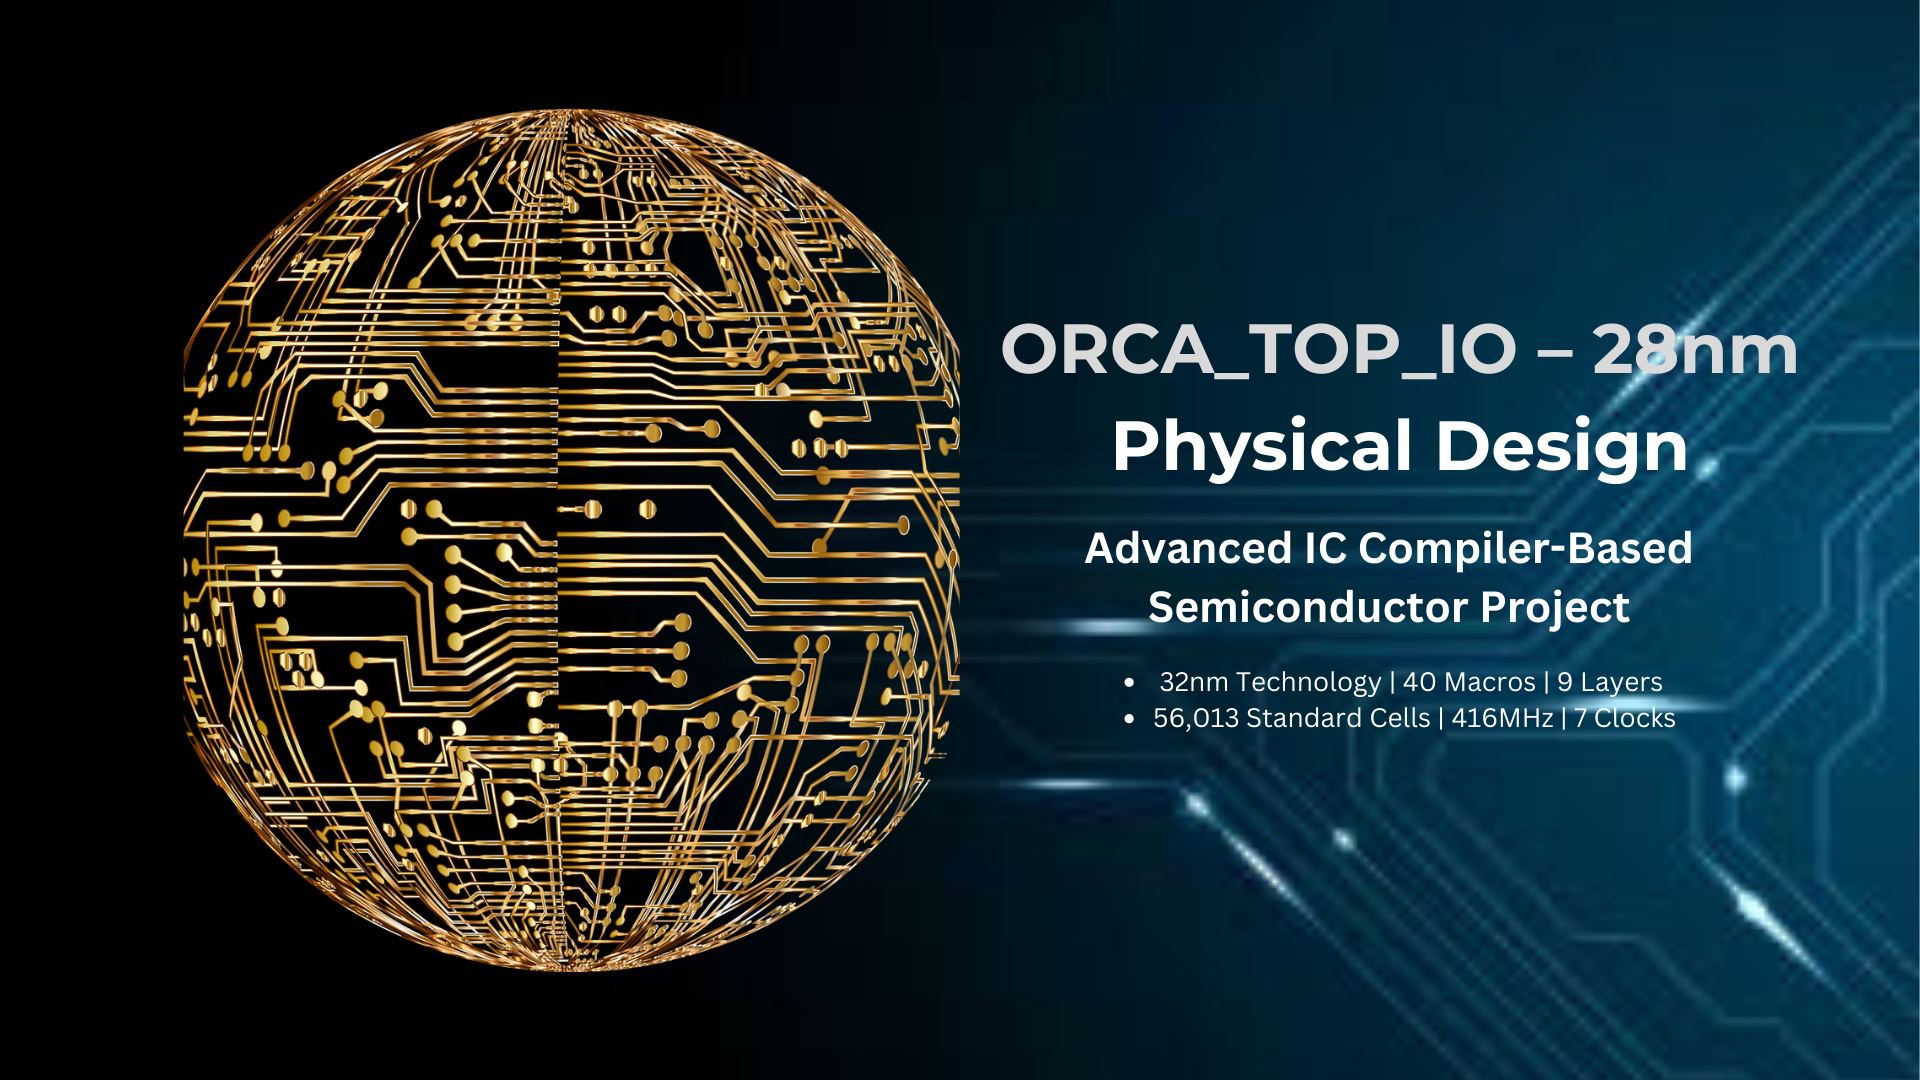 ORCA_TOP_IO – 28nm
Physical Design
Advanced IC Compiler-Based
Semiconductor Project
• 32nm Technology | 40 Macros | 9 Layers
• 56,013 Standard Cells | 416MHz | 7 Clocks